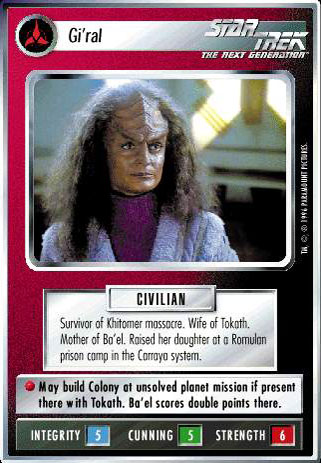 Gi'ral
STAR TREK
THE NEXT GENERATION
TM, ©, ® 1996 PARAMOUNT PICTURES.
CIVILIAN
Survivor of Khitomer massacre. Wife of Tokath.
Mother of Ba'el. Raised her daughter at a Romulan
prison camp in the Carraya system.
May build Colony at unsolved planet mission if present
there with Tokath. Ba'el scores double points there.
INTEGRITY 5 CUNNING 5 STRENGTH 6